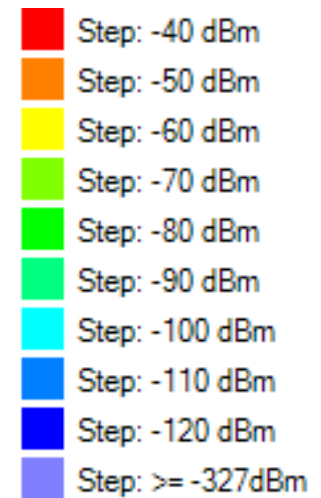 Step: -40 dBm
Step: -50 dBm
Step: -60 dBm
Step: -70 dBm
Step: -80 dBm
Step: -90 dBm
Step: -100 dBm
Step: -110 dBm
Step: -120 dBm
Step: >= -327dBm